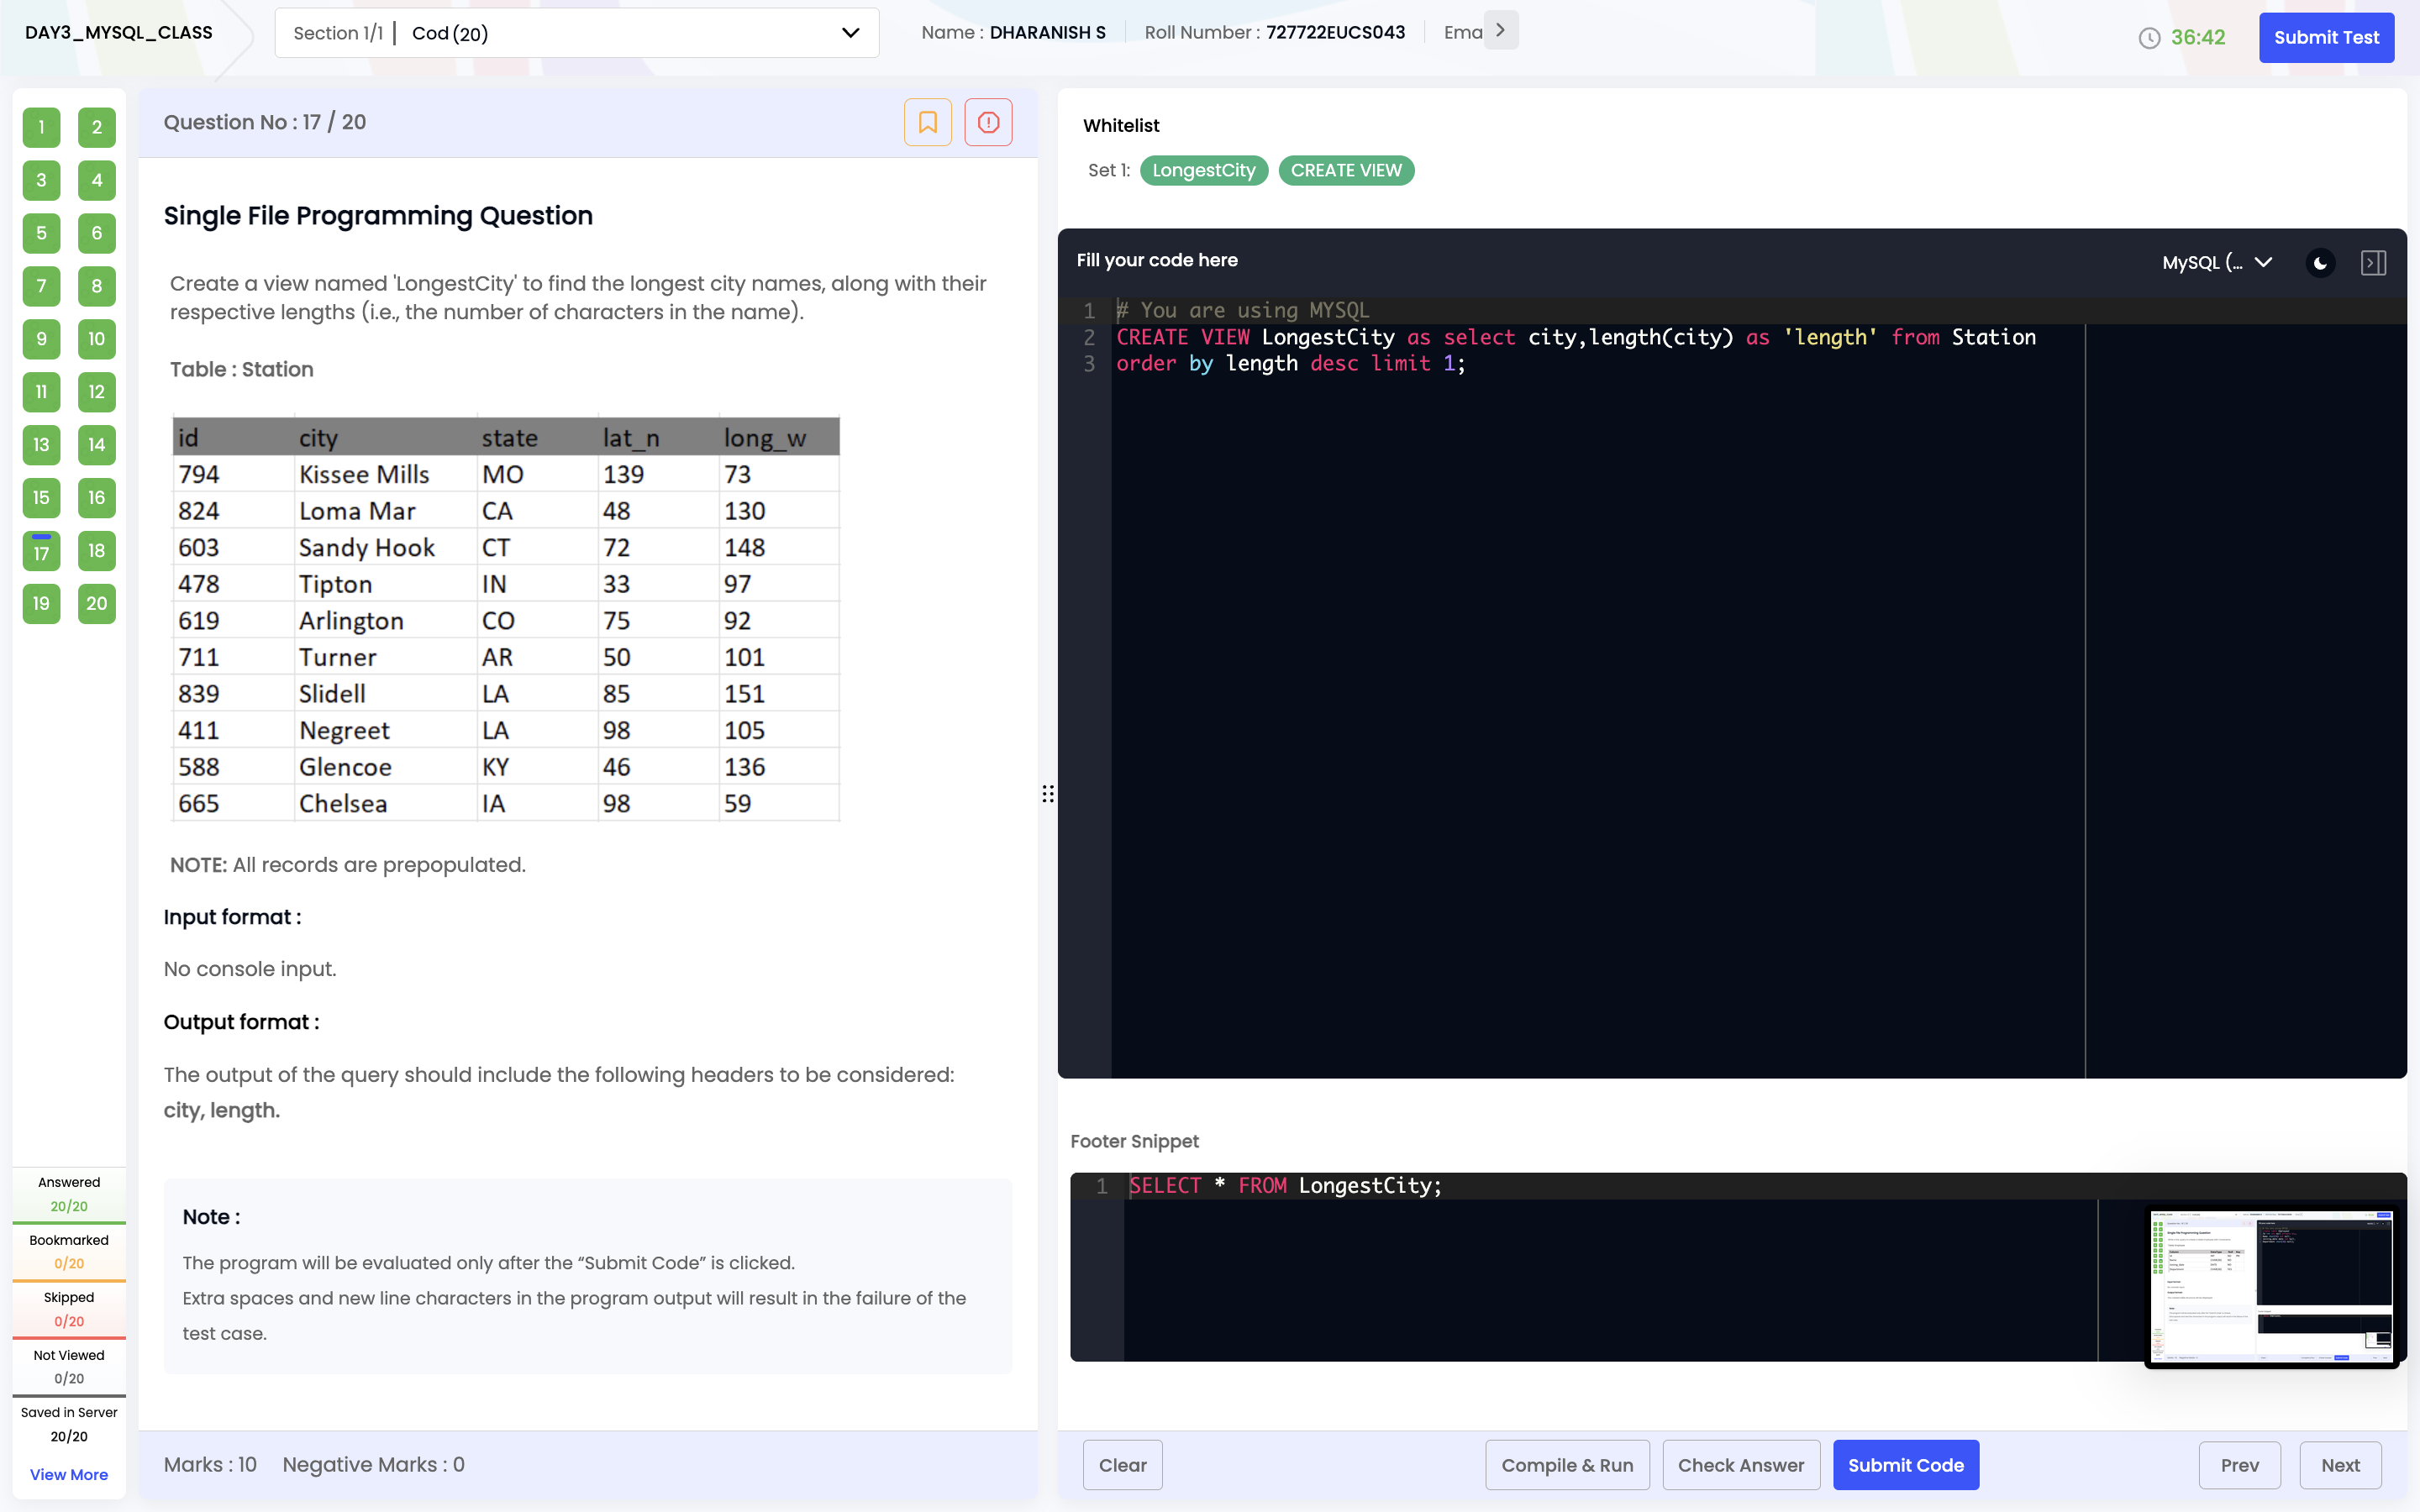 DAY3_MYSQL_CLASS
Section 1/1 | Cod (20)
Name : DHARANISH S
Roll Number : 727722EUCS043
Ema
36:42
Submit Test
1 2
3 4
5 6
7 8
9 10
11 12
13 14
15 16
17 18
19 20
Answered
20/20
Bookmarked
0/20
Skipped
0/20
Not Viewed
0/20
Saved in Server
20/20
View More
Question No : 17 / 20
Single File Programming Question
Create a view named 'LongestCity' to find the longest city names, along with their
respective lengths (i.e., the number of characters in the name).
Table : Station
id city state lat_n long_w
794 Kissee Mills MO 139 73
824 Loma Mar CA 48 130
603 Sandy Hook CT 72 148
478 Tipton IN 33 97
619 Arlington CO 75 92
711 Turner AR 50 101
839 Slidell LA 85 151
411 Negreet LA 98 105
588 Glencoe KY 46 136
665 Chelsea IA 98 59
NOTE: All records are prepopulated.
Input format :
No console input.
Output format :
The output of the query should include the following headers to be considered:
city, length.
Note :
The program will be evaluated only after the “Submit Code” is clicked.
Extra spaces and new line characters in the program output will result in the failure of the
test case.
Marks : 10 Negative Marks : 0
Whitelist
Set 1: LongestCity CREATE VIEW
Fill your code here
MySQL (...
1 # You are using MYSQL
2 CREATE VIEW LongestCity as select city,length(city) as 'length' from Station
3 order by length desc limit 1;
Footer Snippet
1 SELECT * FROM LongestCity;
Clear
Compile & Run
Check Answer
Submit Code
Prev
Next